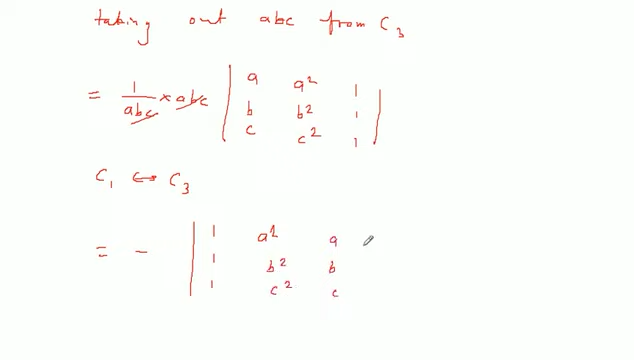 taking out abc from C₃
= 1/abc × abc | a a² 1
b b² 1
c c² 1 |
C₁ ↔ C₃
= - | 1 a² a
1 b² b
1 c² c